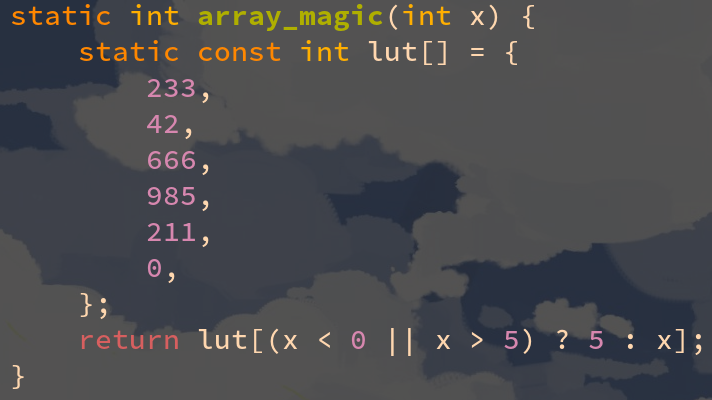 static int array_magic(int x) {
    static const int lut[] = {
        233,
        42,
        666,
        985,
        211,
        0,
    };
    return lut[(x < 0 || x > 5) ? 5 : x];
}